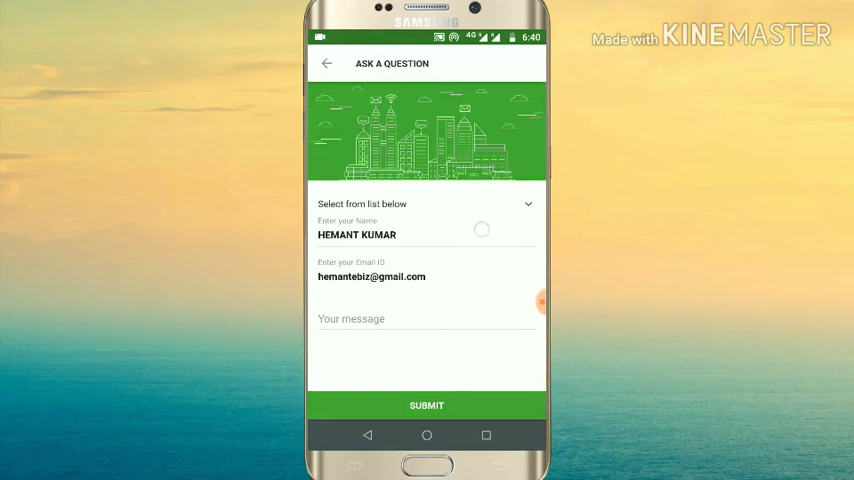 SAMSUNG
4G 6:40
Made with KINEMASTER
ASK A QUESTION
Select from list below
Enter your Name
HEMANT KUMAR
Enter your Email ID
hemantebiz@gmail.com
Your message
SUBMIT